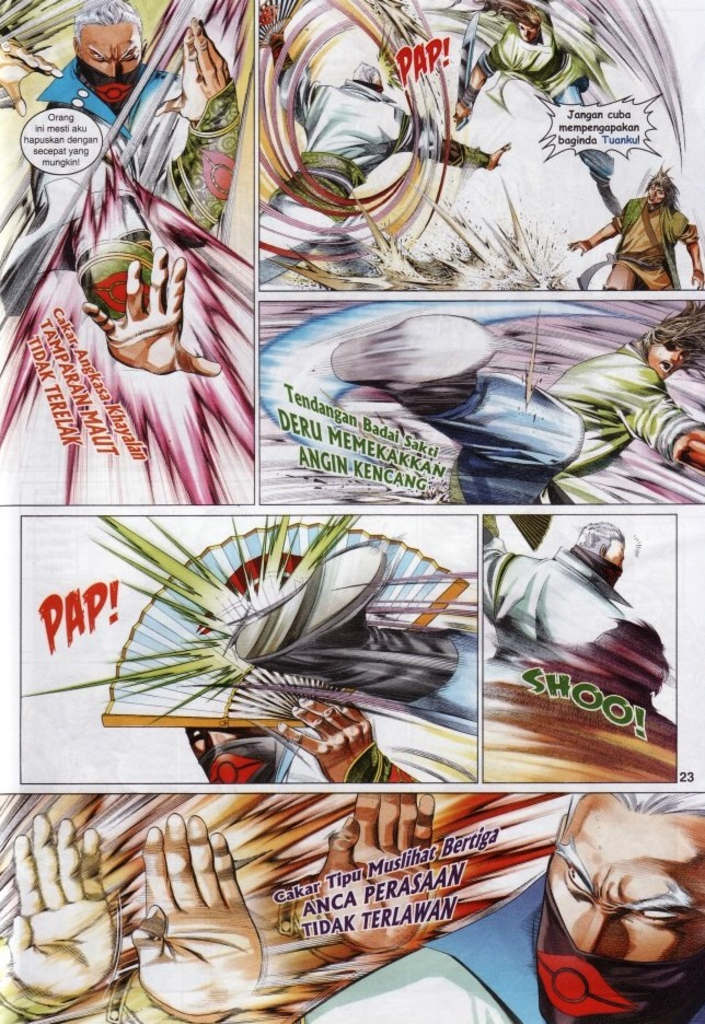 Orang
ini mesti aku
hapuskan dengan
secepat yang
mungkin!
Cakar Angkasa Khayalan
TAMPARAN MAUT
TIDAK TERELAK
PAP!
Jangan cuba
mempengapakan
baginda Tuanku!
Tendangan Badai Sakti
DERU MEMEKAKKAN
ANGIN KENCANG
PAP!
SHOO!
23
Cakar Tipu Muslihat Bertiga
ANCA PERASAAN
TIDAK TERLAWAN